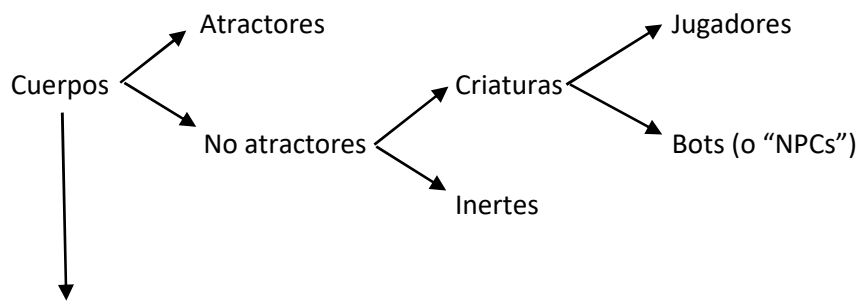 Atractores
Jugadores
Cuerpos
Criaturas
No atractores
Bots (o “NPCs”)
Inertes